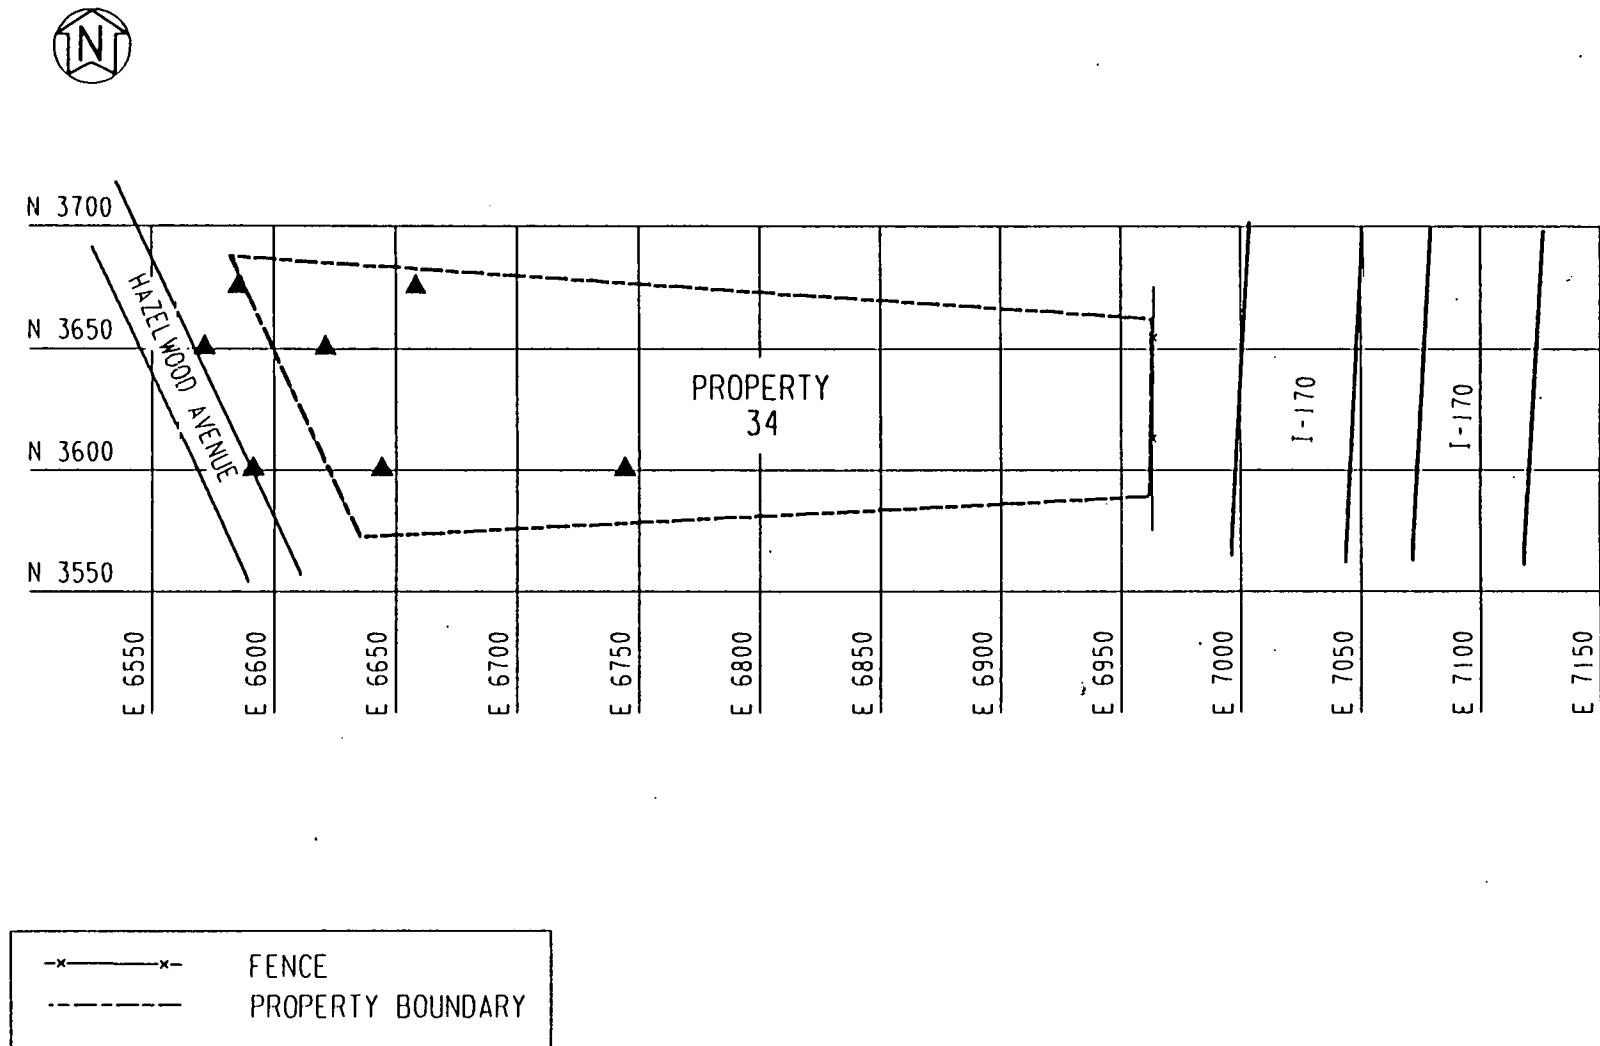 N
N 3700
HAZELWOOD AVENUE
N 3650
PROPERTY
34
I-170
I-170
N 3600
N 3550
E 6550
E 6600
E 6650
E 6700
E 6750
E 6800
E 6850
E 6900
E 6950
E 7000
E 7050
E 7100
E 7150
FENCE
PROPERTY BOUNDARY